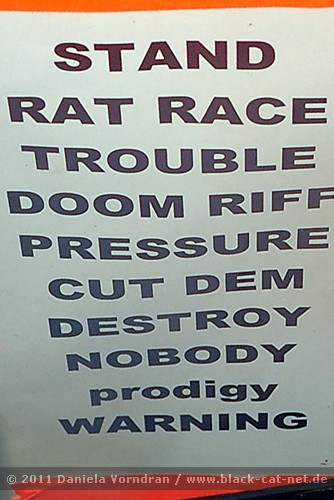 STAND
RAT RACE
TROUBLE
DOOM RIFF
PRESSURE
CUT DEM
DESTROY
NOBODY
prodigy
WARNING
© 2011 Daniela Vorndran / www.black-cat-net.de